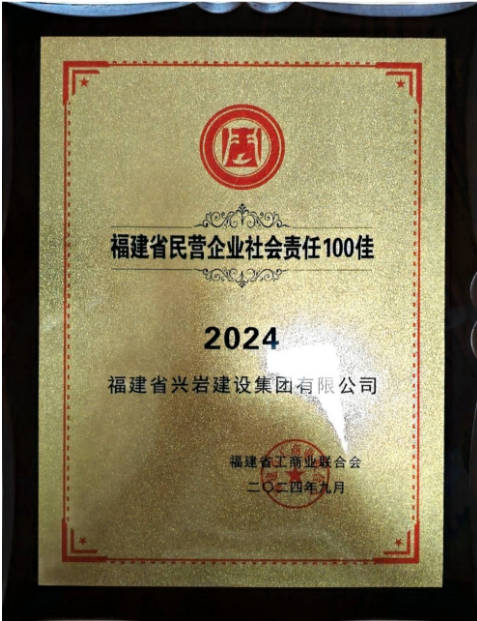 福建省民营企业社会责任100佳
2024
福建省兴岩建设集团有限公司
福建省工商业联合会
二〇二四年九月